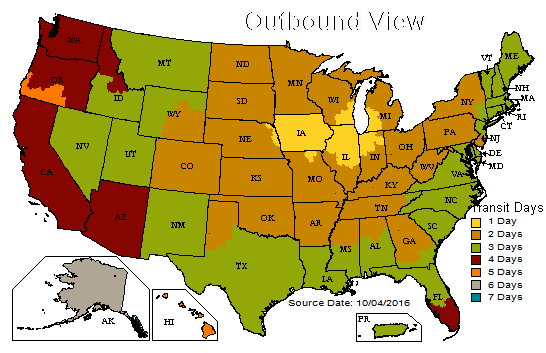 Outbound View
WA
MT
ND
MN
VT
ME
OR
ID
SD
WI
MI
NY
NH
MA
WY
RI
CT
NE
IA
PA
NJ
NV
UT
CO
IL
IN
OH
DE
MD
WV
VA
CA
KS
MO
KY
NC
AZ
NM
OK
AR
TN
SC
TX
LA
MS
AL
GA
FL
Transit Days
1 Day
2 Days
3 Days
4 Days
5 Days
6 Days
7 Days
Source Date: 10/04/2016
AK
HI
PR